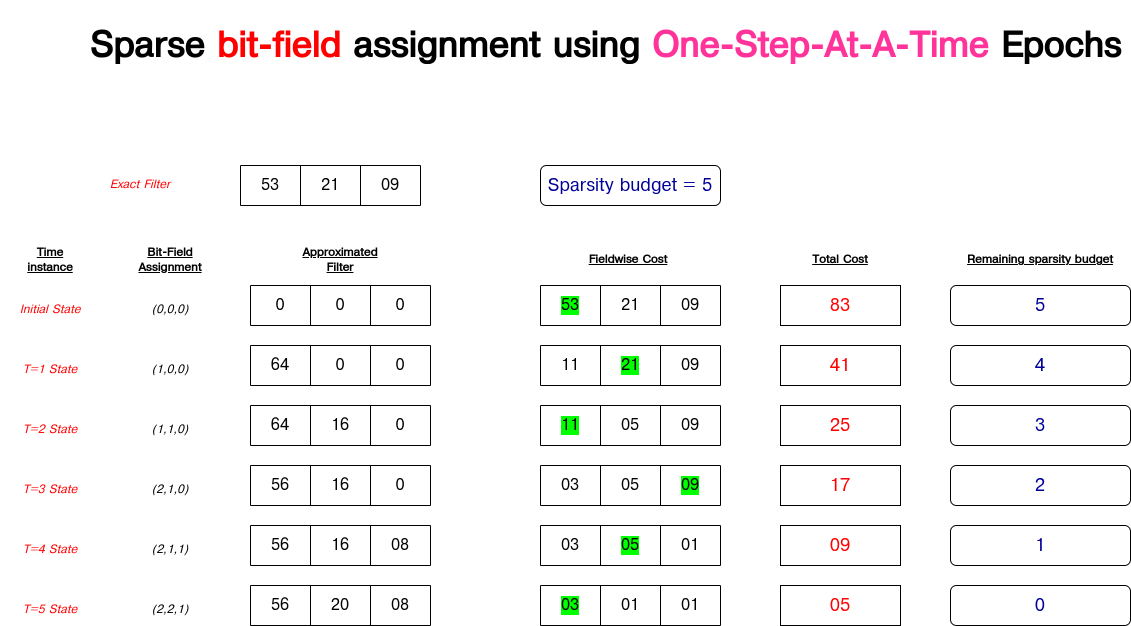 Sparse bit-field assignment using One-Step-At-A-Time Epochs
Exact Filter 53 21 09 Sparsity budget = 5
Time instance Bit-Field Assignment Approximated Filter Fieldwise Cost Total Cost Remaining sparsity budget
Initial State (0,0,0) 0 0 0 53 21 09 83 5
T=1 State (1,0,0) 64 0 0 11 21 09 41 4
T=2 State (1,1,0) 64 16 0 11 05 09 25 3
T=3 State (2,1,0) 56 16 0 03 05 09 17 2
T=4 State (2,1,1) 56 16 08 03 05 01 09 1
T=5 State (2,2,1) 56 20 08 03 01 01 05 0